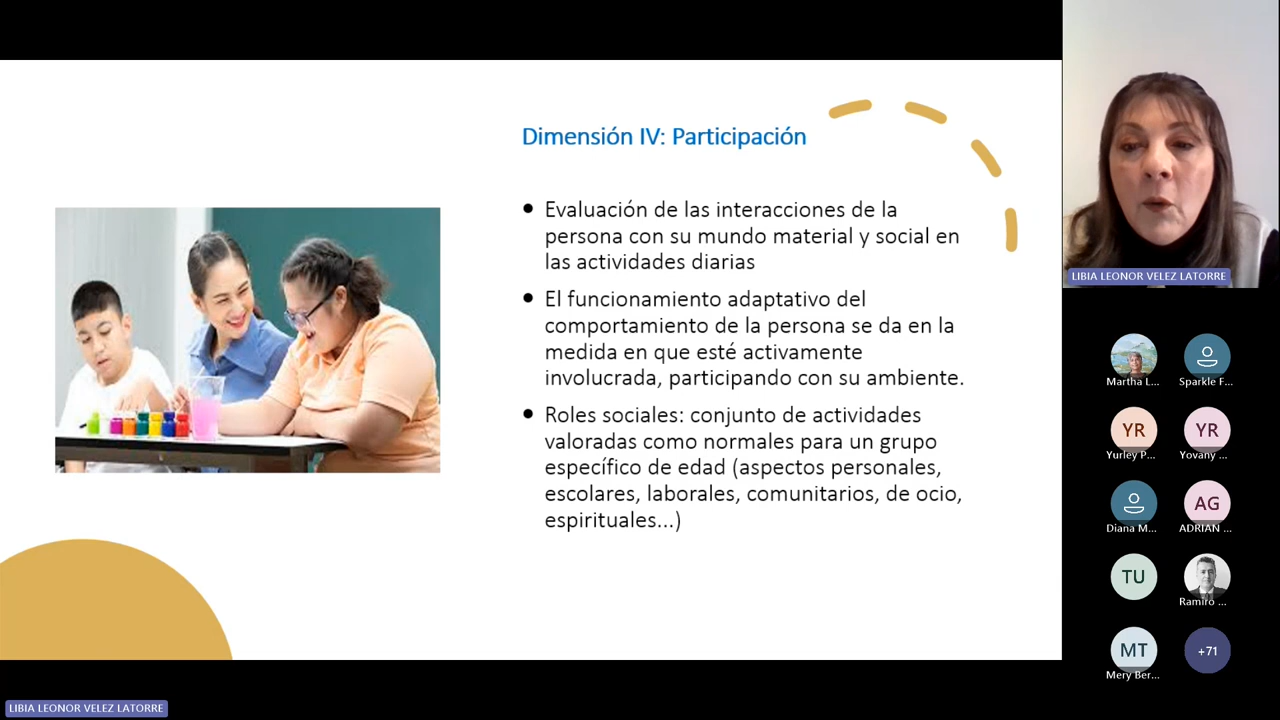 Dimensión IV: Participación
• Evaluación de las interacciones de la
persona con su mundo material y social en
las actividades diarias
• El funcionamiento adaptativo del
comportamiento de la persona se da en la
medida en que esté activamente
involucrada, participando con su ambiente.
• Roles sociales: conjunto de actividades
valoradas como normales para un grupo
específico de edad (aspectos personales,
escolares, laborales, comunitarios, de ocio,
espirituales...)
LIBIA LEONOR VELEZ LATORRE
Martha L...
Sparkle F...
YR
Yurley P...
YR
Yovany ...
Diana M...
AG
ADRIAN ...
TU
Ramiro ...
MT
Mery Ber...
+71
LIBIA LEONOR VELEZ LATORRE